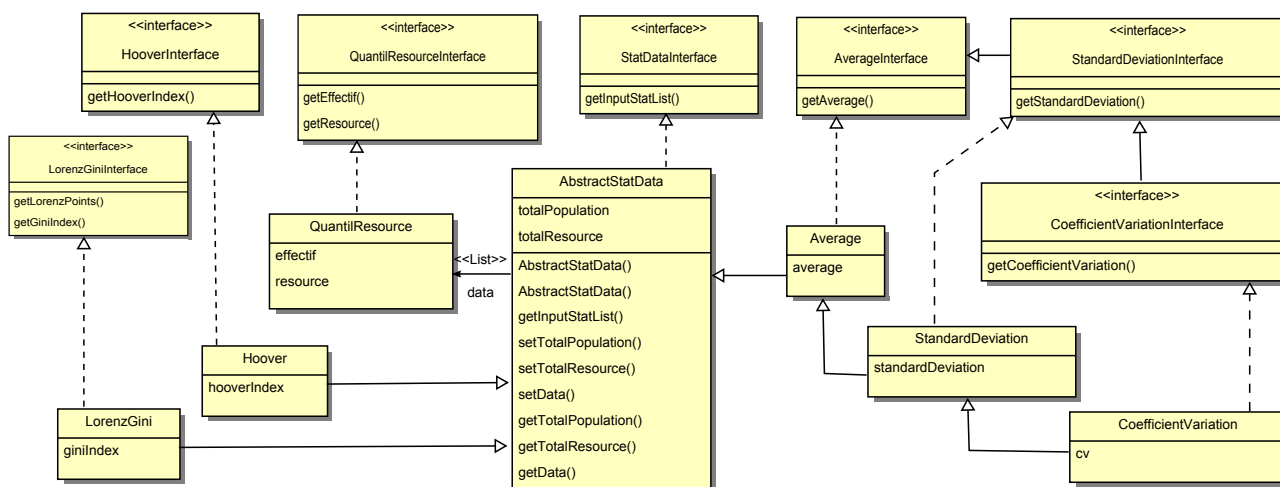 <<interface>>
HooverInterface
getHooverIndex()
<<interface>>
QuantilResourceInterface
getEffectif()
getResource()
<<interface>>
StatDataInterface
getInputStatList()
<<interface>>
AverageInterface
getAverage()
<<interface>>
StandardDeviationInterface
getStandardDeviation()
<<interface>>
LorenzGiniInterface
getLorenzPoints()
getGiniIndex()
QuantilResource
effectif
resource
<<List>>
data
AbstractStatData
totalPopulation
totalResource
AbstractStatData()
AbstractStatData()
getInputStatList()
setTotalPopulation()
setTotalResource()
setData()
getTotalPopulation()
getTotalResource()
getData()
Average
average
<<interface>>
CoefficientVariationInterface
getCoefficientVariation()
Hoover
hooverIndex
StandardDeviation
standardDeviation
LorenzGini
giniIndex
CoefficientVariation
cv